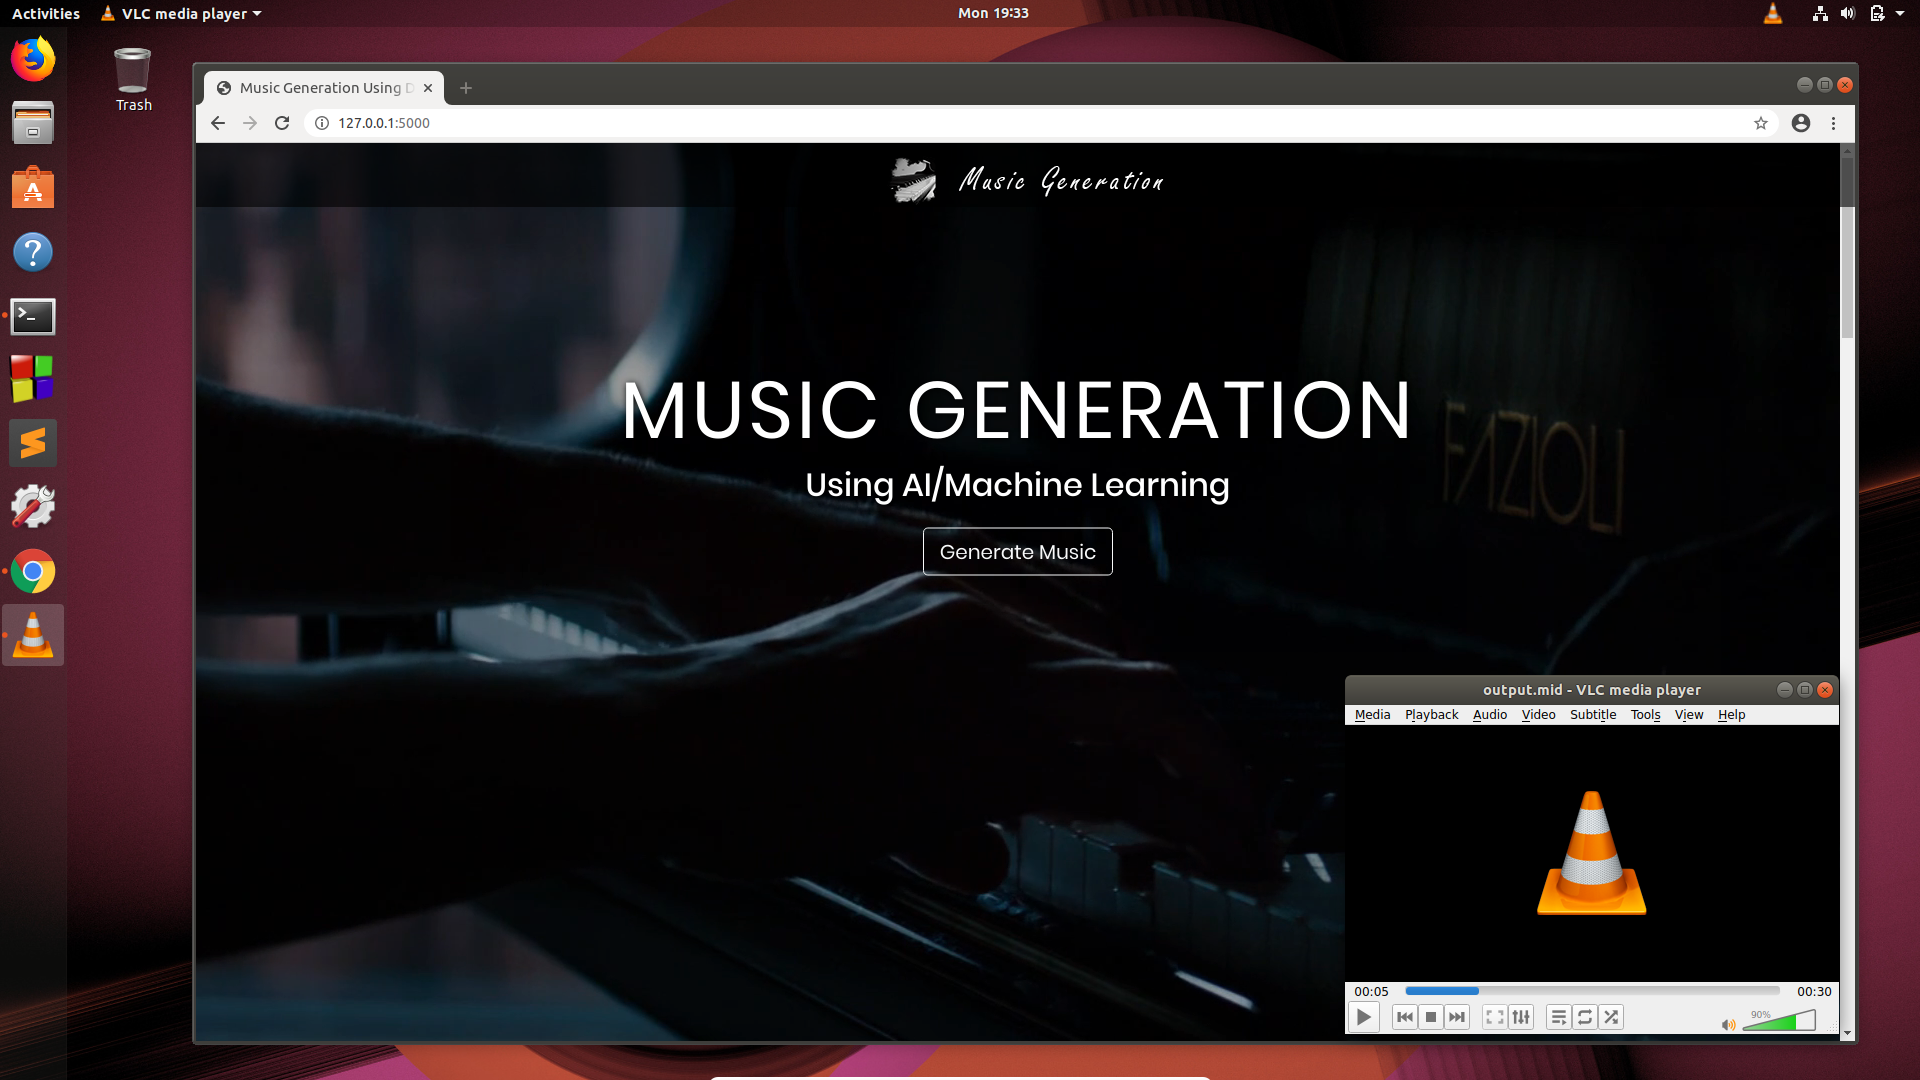 Activities
VLC media player
Mon 19:33
Trash
Music Generation Using D
127.0.0.1:5000
Music Generation
MUSIC GENERATION
Using AI/Machine Learning
Generate Music
FAZIOLI
output.mid - VLC media player
Media Playback Audio Video Subtitle Tools View Help
00:05
00:30
90%